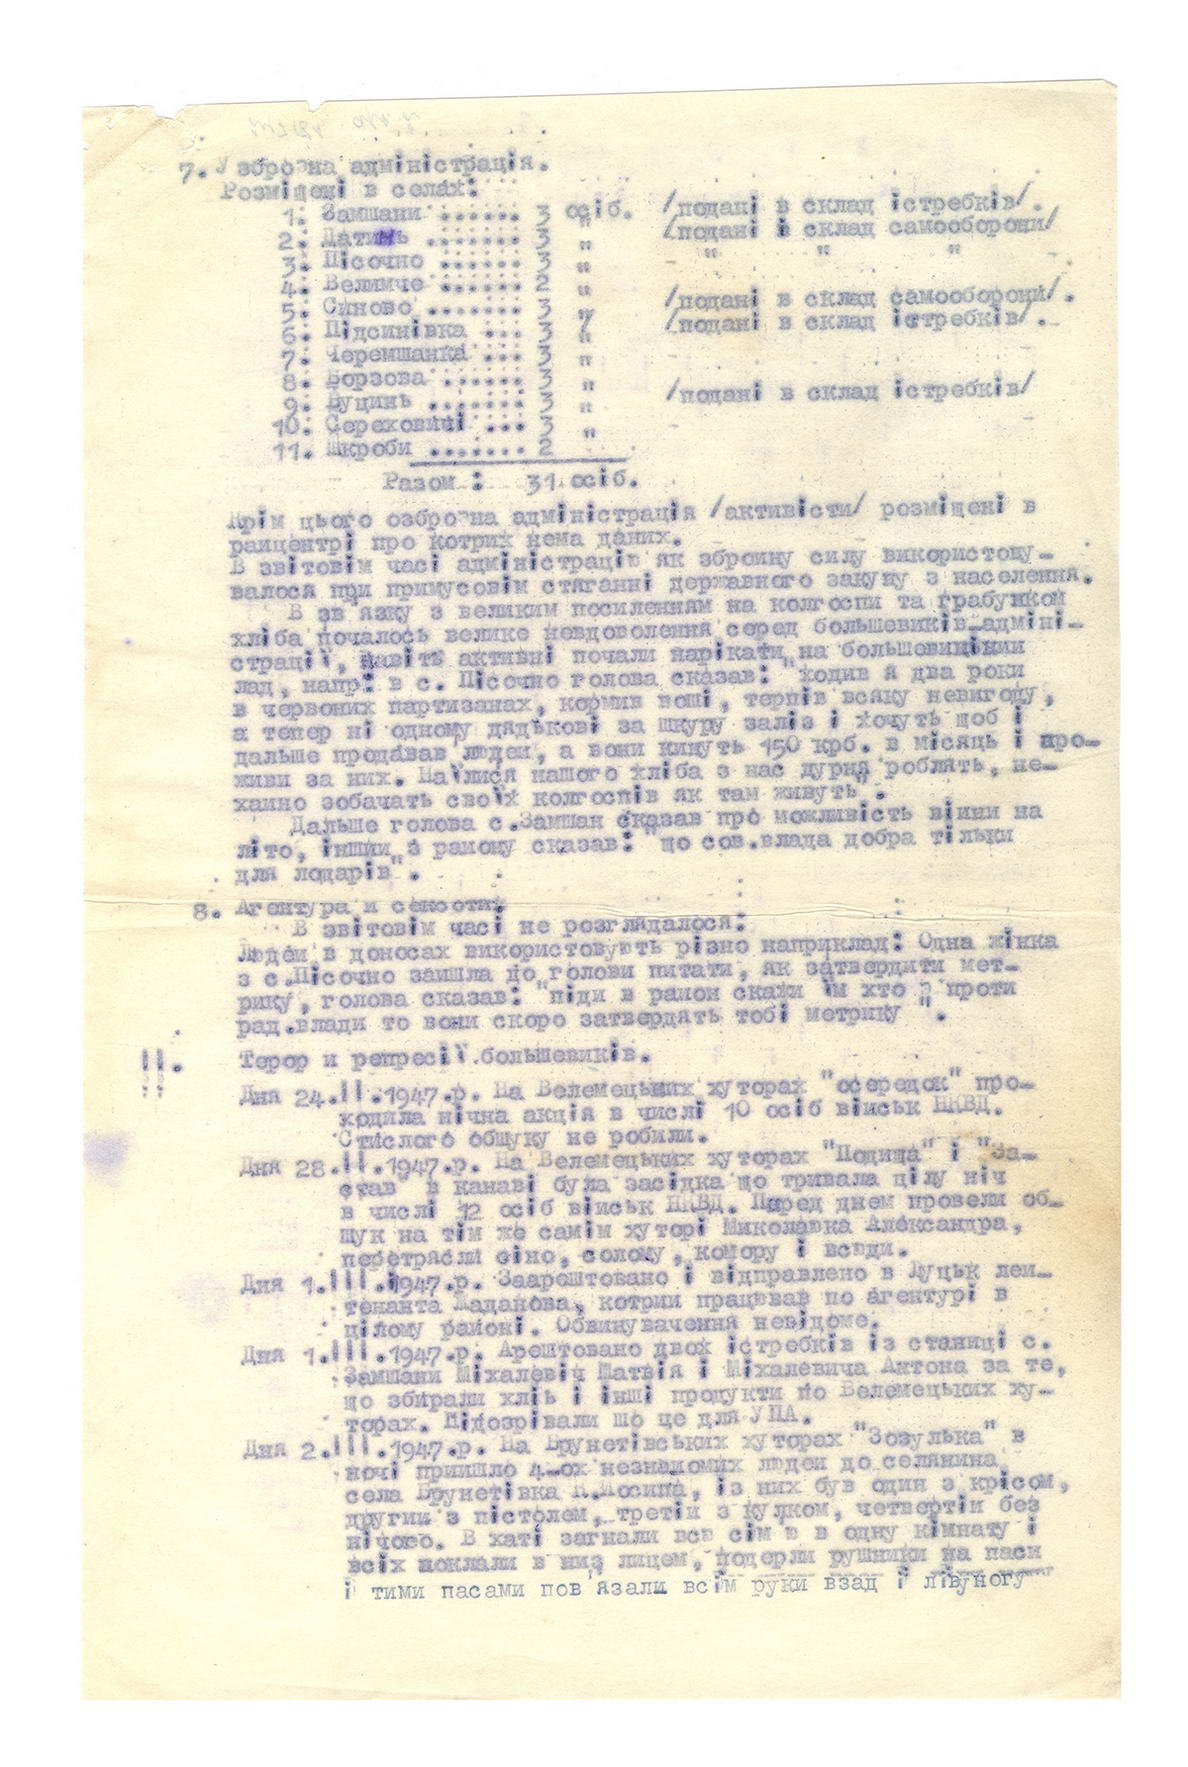 7. Узброєна адміністрація.
Розміщені в селах:
1. Замшани ...... 3 осіб. /подані в склад істребків/.
2. Датинь ....... 3 " /подані в склад самооборони/
3. Пісочно ...... 3 " " " "
4. Велимче ...... 2 "
5. Синово ....... 3 " /подані в склад самооборони/.
6. Підсинівка ... 3 " /подані в склад істребків/.
7. Черемшанка ... 3 "
8. Борзова ...... 3 "
9. Буцинь ....... 3 " /подані в склад істребків/
10. Сереховичі ... 3 "
11. Шкроби ....... 2 "
Разом : 31 осіб.
Крім цього озброєна адміністрація /активісти/ розміщені в
райцентрі про котрих нема даних.
В звітовім часі адміністрацію як збройну силу використову-
валося при примусовім стяганні державного закупу з населення.
В зв'язку з великим посиленням на колгоспи та грабунком
хліба почалось велике невдоволення серед большевиків-адміні-
страції, навіть активні почали нарікати на большевицький
лад, напр: в с. Пісочно голова сказав: "ходив я два роки
в червоних партизанах, кормив воші, терпів всяку невигоду,
а тепер ні одному дядькові за шкуру заліз і хочуть щоб і
дальше продавав людей, а вони кинуть 150 крб. в місяць і про-
живи за них. Наїлися нашого хліба з нас дурня роблять, не-
хайно зобачать своїх колгоспів як там живуть".
Дальше голова с.Замшан сказав про можливість війни на
літо, інший з району сказав: "що сов.влада добра тільки
для лодарів".
8. Агентура й сексоти:
В звітовім часі не розглядалося:
Людей в доносах використовують різно наприклад: Одна жінка
з с.Пісочно зайшла до голови питати, як затвердити мет-
рику, голова сказав: "піди в район скажи їм хто є проти
рад.влади то вони скоро затвердять тобі метрику ".
II. Терор й репресії большевиків.
Дня 24.II.1947.р. На Велемецьких хуторах "осередок" про-
ходила нічна акція в числі 10 осіб військ НКВД.
Стислого обшуку не робили.
Дня 28.II.1947.р. На Велемецьких хуторах "Подища" і "За-
став" в канаві була засідка що тривала цілу ніч
в числі 12 осіб військ НКВД. Перед днем провели об-
шук на тім же самім хуторі Миколавка Александра,
перетрясли сіно, солому, комору і всюди.
Дня 1.III.1947.р. Заарештовано і відправлено в Луцьк лей-
тенанта Жаданова, котрий працював по агентурі в
цілому районі. Обвинувачення невідоме.
Дня 1.III.1947.р. Арештовано двох істребків із станиці с.
Замшани Міхалевіч Матвія і Міхалевича Антона за те,
що збирали хліь і інші продукти по Велемецьких ху-
торах. Підозрівали що це для УПА.
Дня 2.III.1947.р. На Брунетівських хуторах "Зозулька" в
ночі прийшло 4-ох незнайомих людей до селянина
села Брунетівка К.Йосипа, із них був один з крісом,
другий з пістолем, третій з кулком, четвертій без
нічого. В хаті загнали всю сім'ю в одну кімнату і
всіх поклали в низ лицем, подерли рушники на паси
і тими пасами пов'язали всім руки взад і лівуногу